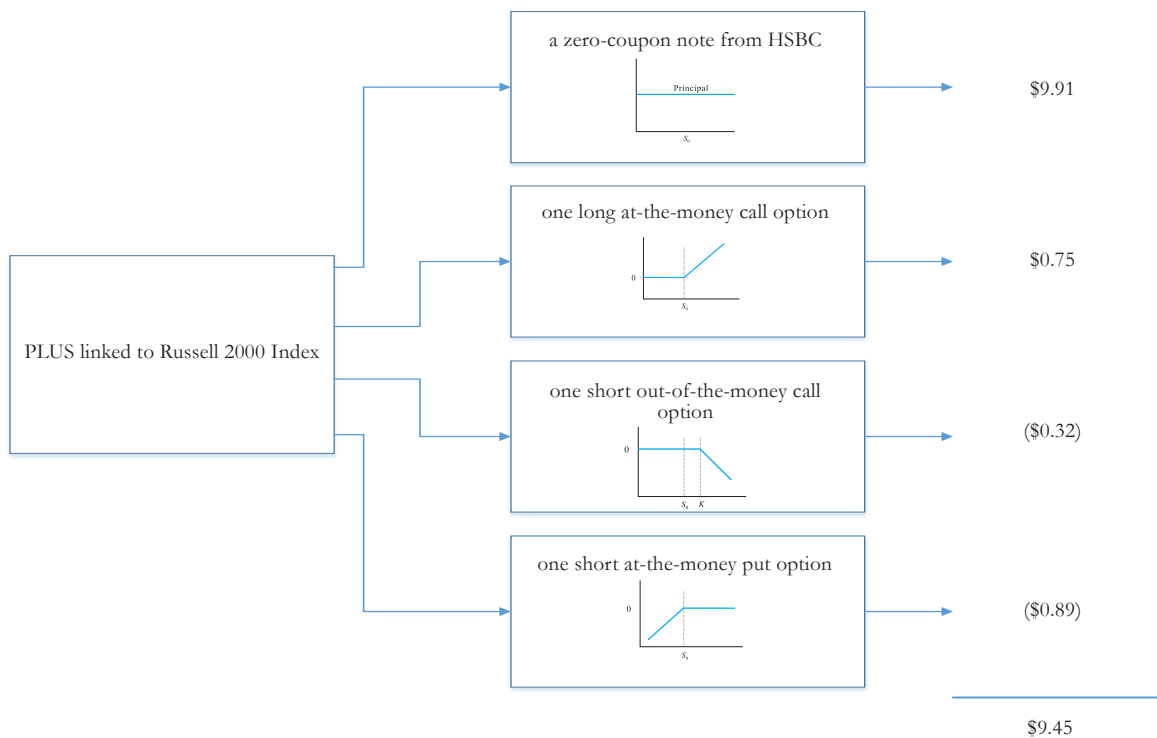 a zero-coupon note from HSBC
Principal
S₀
$9.91
one long at-the-money call option
0
S₀
$0.75
PLUS linked to Russell 2000 Index
one short out-of-the-money call
option
0
S₀ K
($0.32)
one short at-the-money put option
0
S₀
($0.89)
$9.45